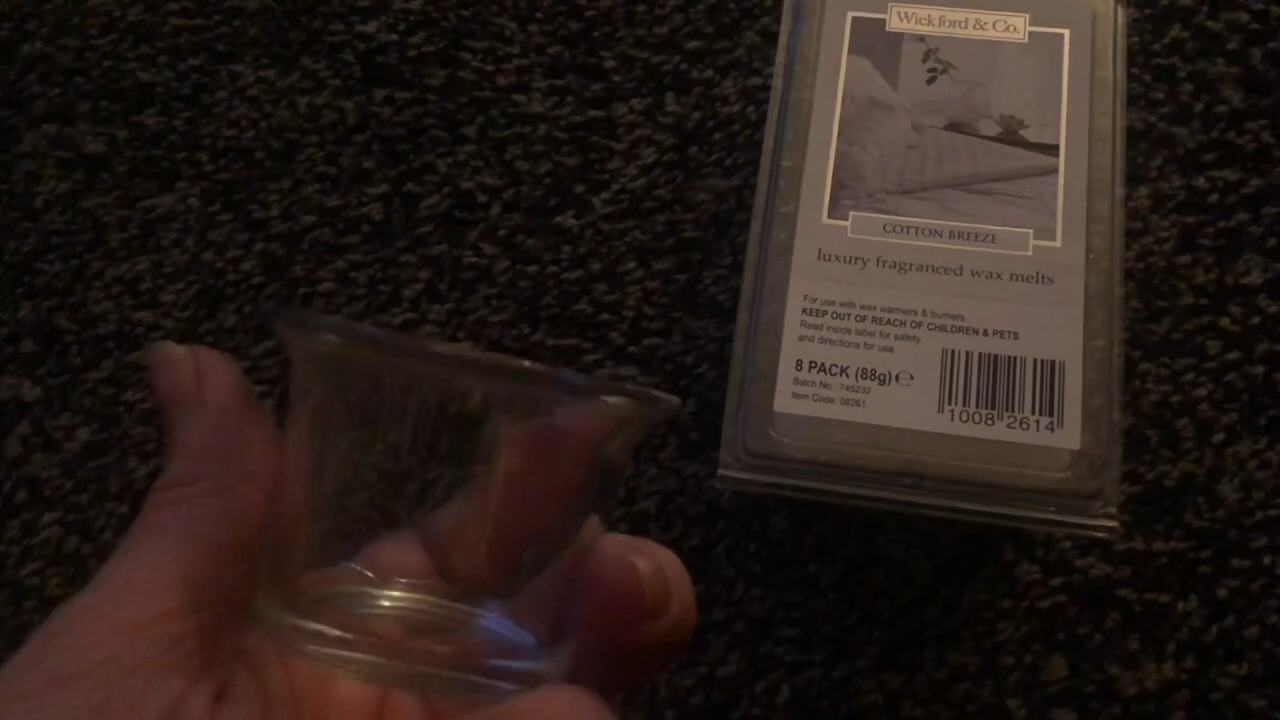 Wickford & Co.
COTTON BREEZE
luxury fragranced wax melts
For use with wax warmers & burners
KEEP OUT OF REACH OF CHILDREN & PETS
Read inside label for safety
and directions for use.
8 PACK (88g) ℮
Batch No.: 745232
Item Code: 08261
1008 2614